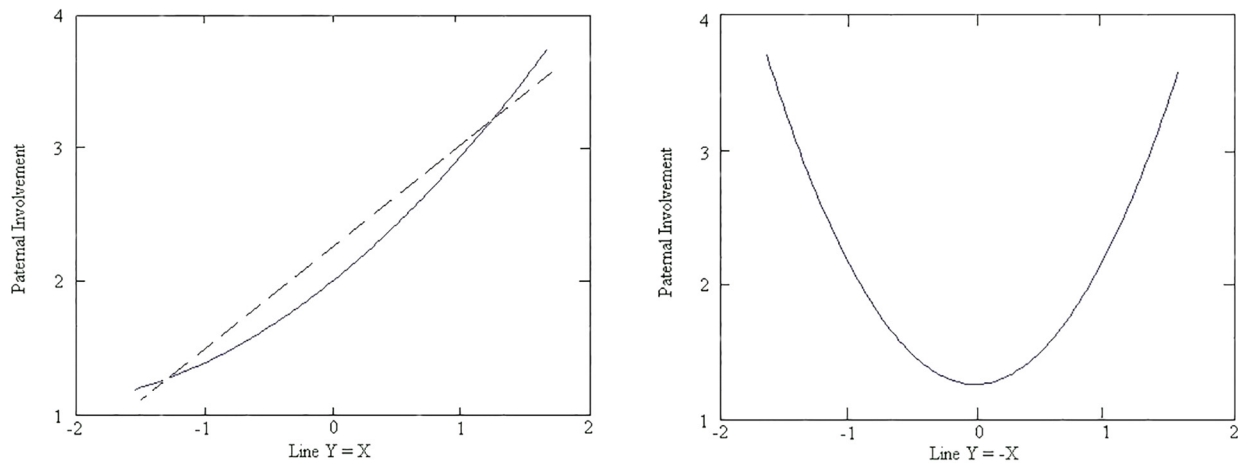 4
3
2
1
Paternal Involvement
-2 -1 0 1 2
Line Y = X
4
3
2
1
Paternal Involvement
-2 -1 0 1 2
Line Y = -X